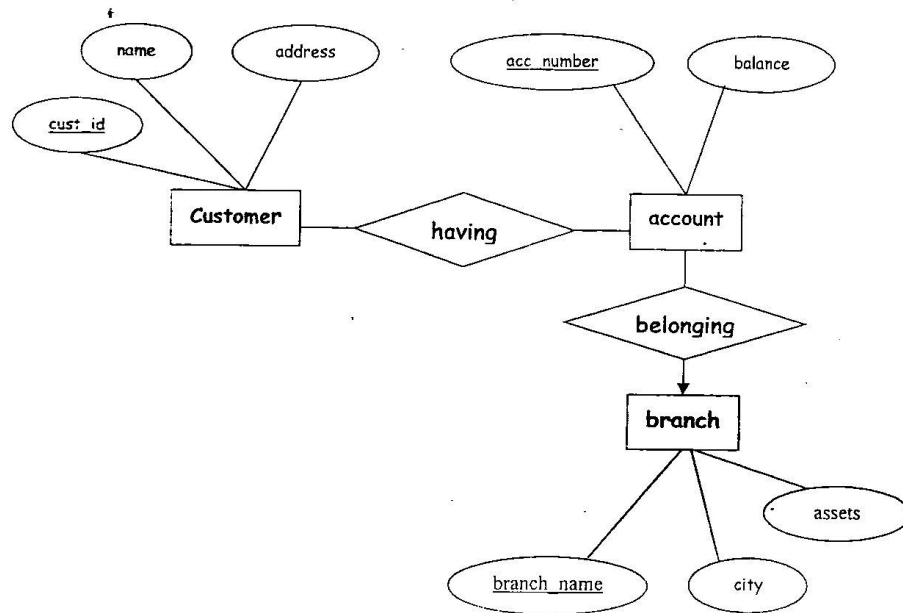 name
address
cust_id
acc_number
balance
Customer
having
account
belonging
branch
assets
branch_name
city